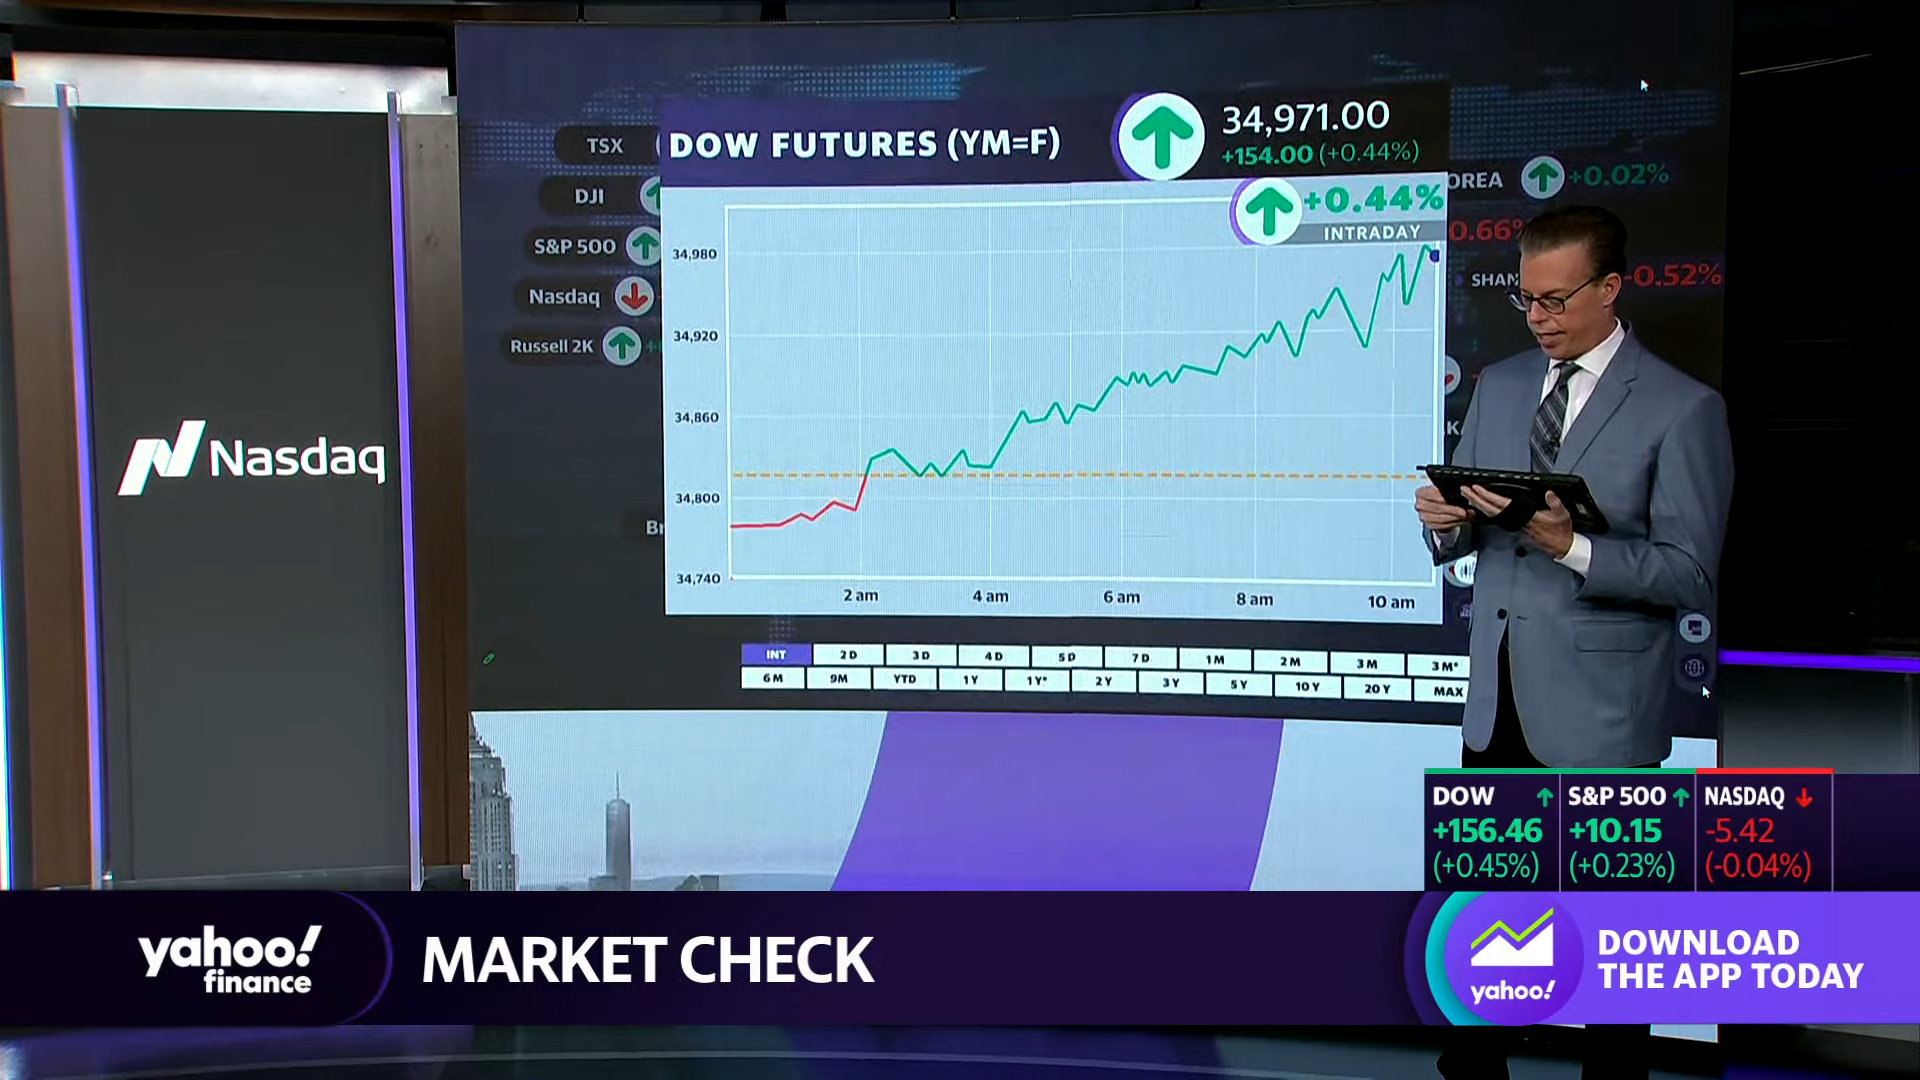 TSX
DJI
S&P 500
Nasdaq
Russell 2K
DOW FUTURES (YM=F)
34,971.00
+154.00 (+0.44%)
+0.44%
INTRADAY
34,980
34,920
34,860
34,800
34,740
2 am
4 am
6 am
8 am
10 am
+0.02%
-0.52%
INT 2D 3D 4D 5D 7D 1M 2M 3M 3M*
6M 9M YTD 1Y 1Y* 2Y 3Y 5Y 10Y 20Y MAX
Nasdaq
DOW
+156.46
(+0.45%)
S&P 500
+10.15
(+0.23%)
NASDAQ
-5.42
(-0.04%)
yahoo!
finance
MARKET CHECK
yahoo!
DOWNLOAD
THE APP TODAY